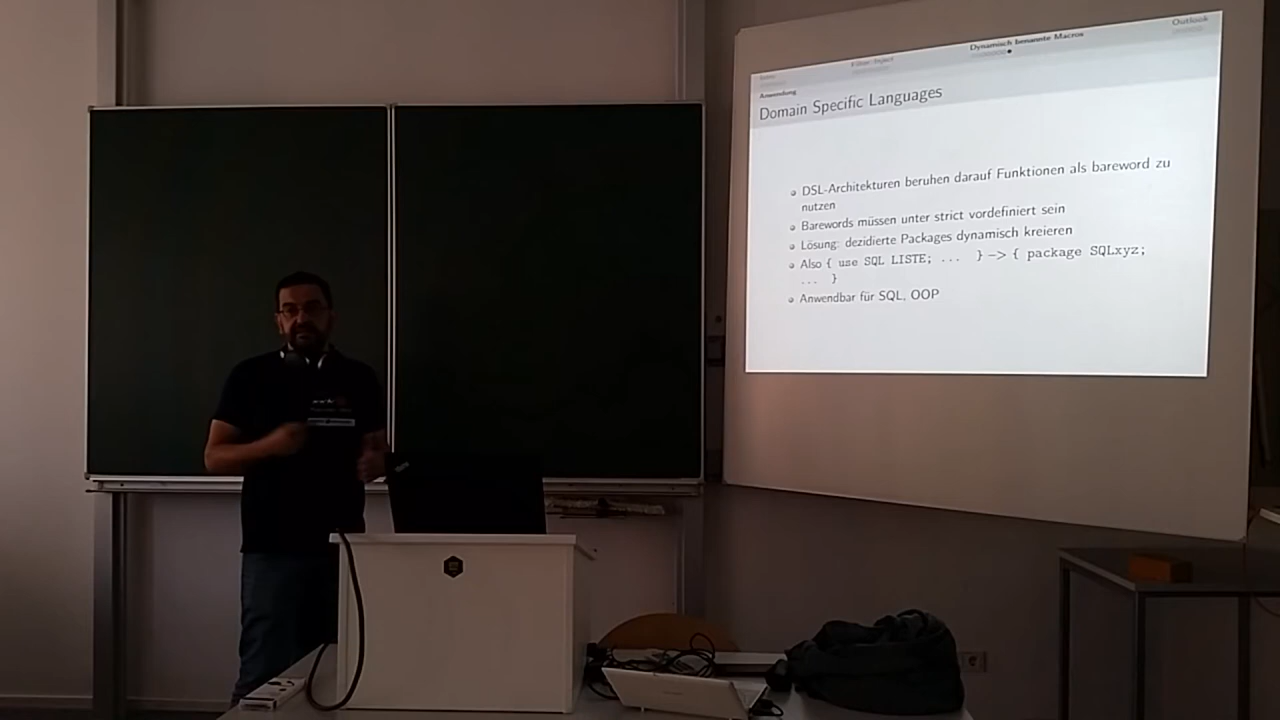 Outlook
Dynamisch benannte Macros
Anwendung
Domain Specific Languages
DSL-Architekturen beruhen darauf Funktionen als bareword zu
nutzen
Barewords müssen unter strict vordefiniert sein
Lösung: dezidierte Packages dynamisch kreieren
Also { use SQL LISTE; ... } -> { package SQLxyz;
... }
Anwendbar für SQL, OOP